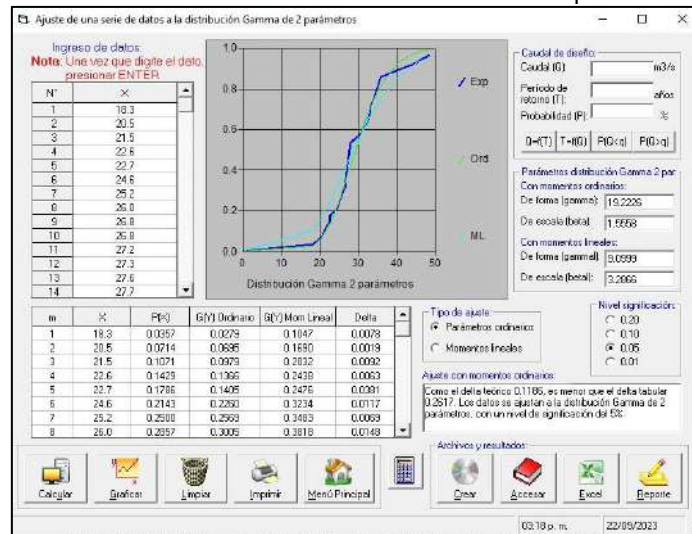 Ajuste de una serie de datos a la distribución Gamma de 2 parámetros
Ingreso de datos:
Nota: Una vez que digite el dato, presionar ENTER
N° X
1 18.3
2 20.5
3 21.5
4 22.6
5 22.7
6 24.6
7 25.2
8 26.0
9 26.8
10 26.8
11 27.2
12 27.3
13 27.6
14 27.7
1.0
0.8
0.6
0.4
0.2
0.0
0 10 20 30 40 50
Exp
Ord
ML
Distribución Gamma 2 parámetros
Caudal de diseño:
Caudal (Q): m3/s
Período de retorno (T): años
Probabilidad (P): %
Q=f(T) T=f(Q) P(Q<q) P(Q>q)
Parámetros distribución Gamma 2 par
Con momentos ordinarios:
De forma (gamma): 19.2226
De escala (beta): 1.5558
Con momentos lineales:
De forma (gammal): 9.0999
De escala (betal): 3.2866
m X P(X) G(Y) Ordinario G(Y) Mom Lineal Delta
1 18.3 0.0357 0.0279 0.1047 0.0078
2 20.5 0.0714 0.0695 0.1690 0.0019
3 21.5 0.1071 0.0979 0.2032 0.0092
4 22.6 0.1429 0.1366 0.2438 0.0063
5 22.7 0.1786 0.1405 0.2476 0.0381
6 24.6 0.2143 0.2260 0.3234 0.0117
7 25.2 0.2500 0.2569 0.3483 0.0069
8 26.0 0.2857 0.3005 0.3818 0.0148
Tipo de ajuste:
Parámetros ordinarios
Momentos lineales
Nivel significación:
0.20
0.10
0.05
0.01
Ajuste con momentos ordinarios:
Como el delta teórico 0.1186, es menor que el delta tabular
0.2617. Los datos se ajustan a la distribución Gamma de 2
parámetros, con un nivel de significación del 5%
Archivos y resultados:
Calcular Graficar Limpiar Imprimir Menú Principal Crear Accesar Excel Reporte
03:18 p. m. 22/09/2023